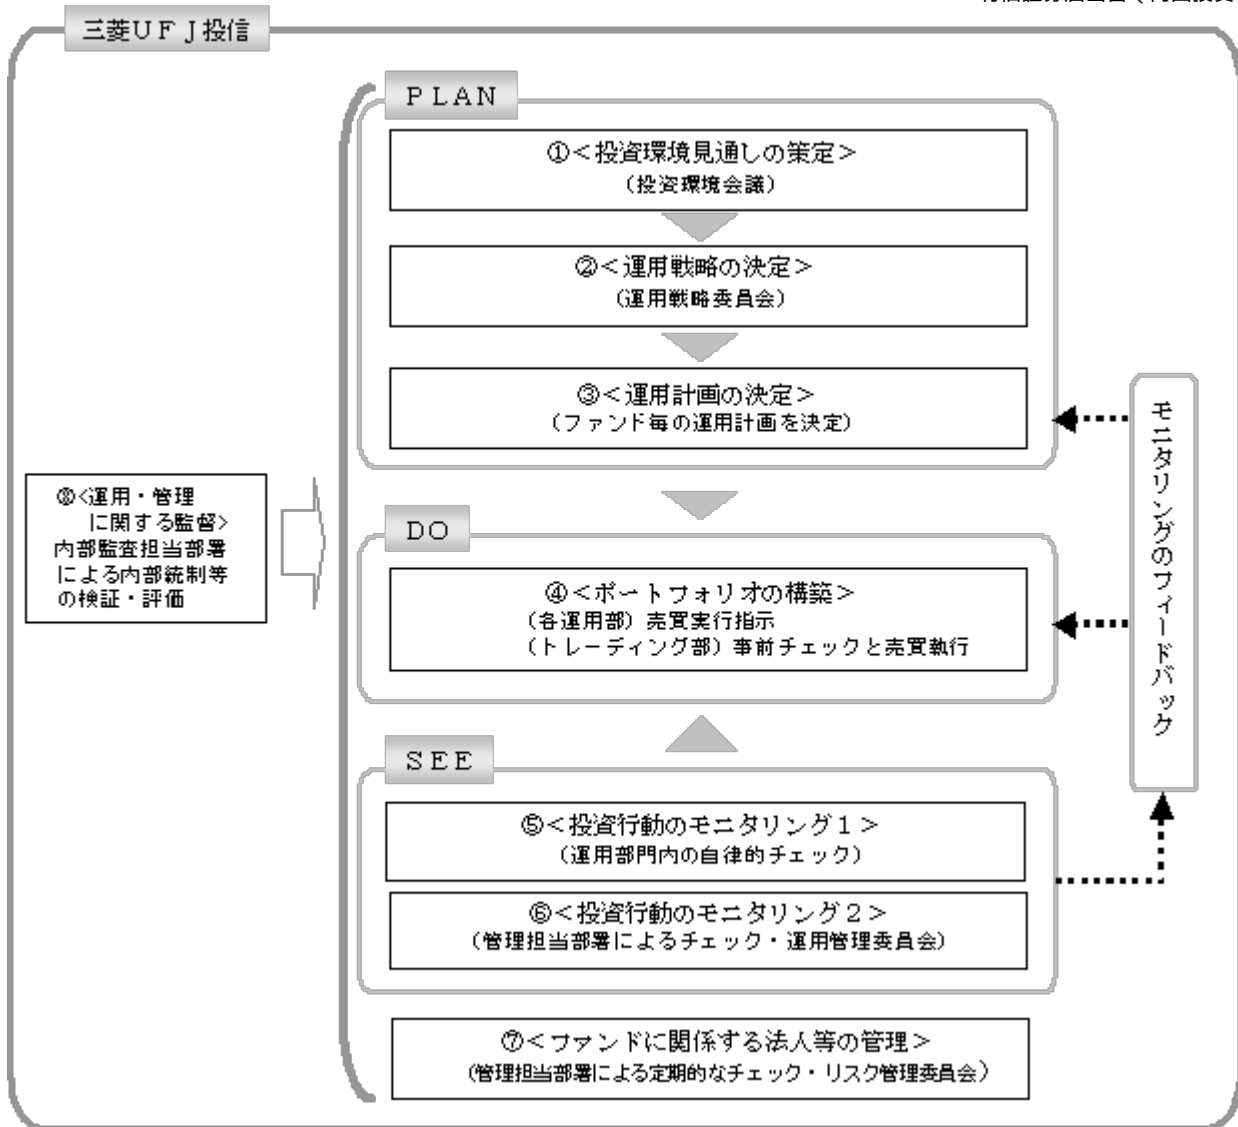 三菱ＵＦＪ投信
ＰＬＡＮ
①＜投資環境見通しの策定＞
（投資環境会議）
②＜運用戦略の決定＞
（運用戦略委員会）
③＜運用計画の決定＞
（ファンド毎の運用計画を決定）
⑧＜運用・管理
に関する監督＞
内部監査担当部署
による内部統制等
の検証・評価
ＤＯ
④＜ポートフォリオの構築＞
（各運用部）売買実行指示
（トレーディング部）事前チェックと売買執行
モニタリングのフィードバック
ＳＥＥ
⑤＜投資行動のモニタリング１＞
（運用部門内の自律的チェック）
⑥＜投資行動のモニタリング２＞
（管理担当部署によるチェック・運用管理委員会）
⑦＜ファンドに関係する法人等の管理＞
（管理担当部署による定期的なチェック・リスク管理委員会）